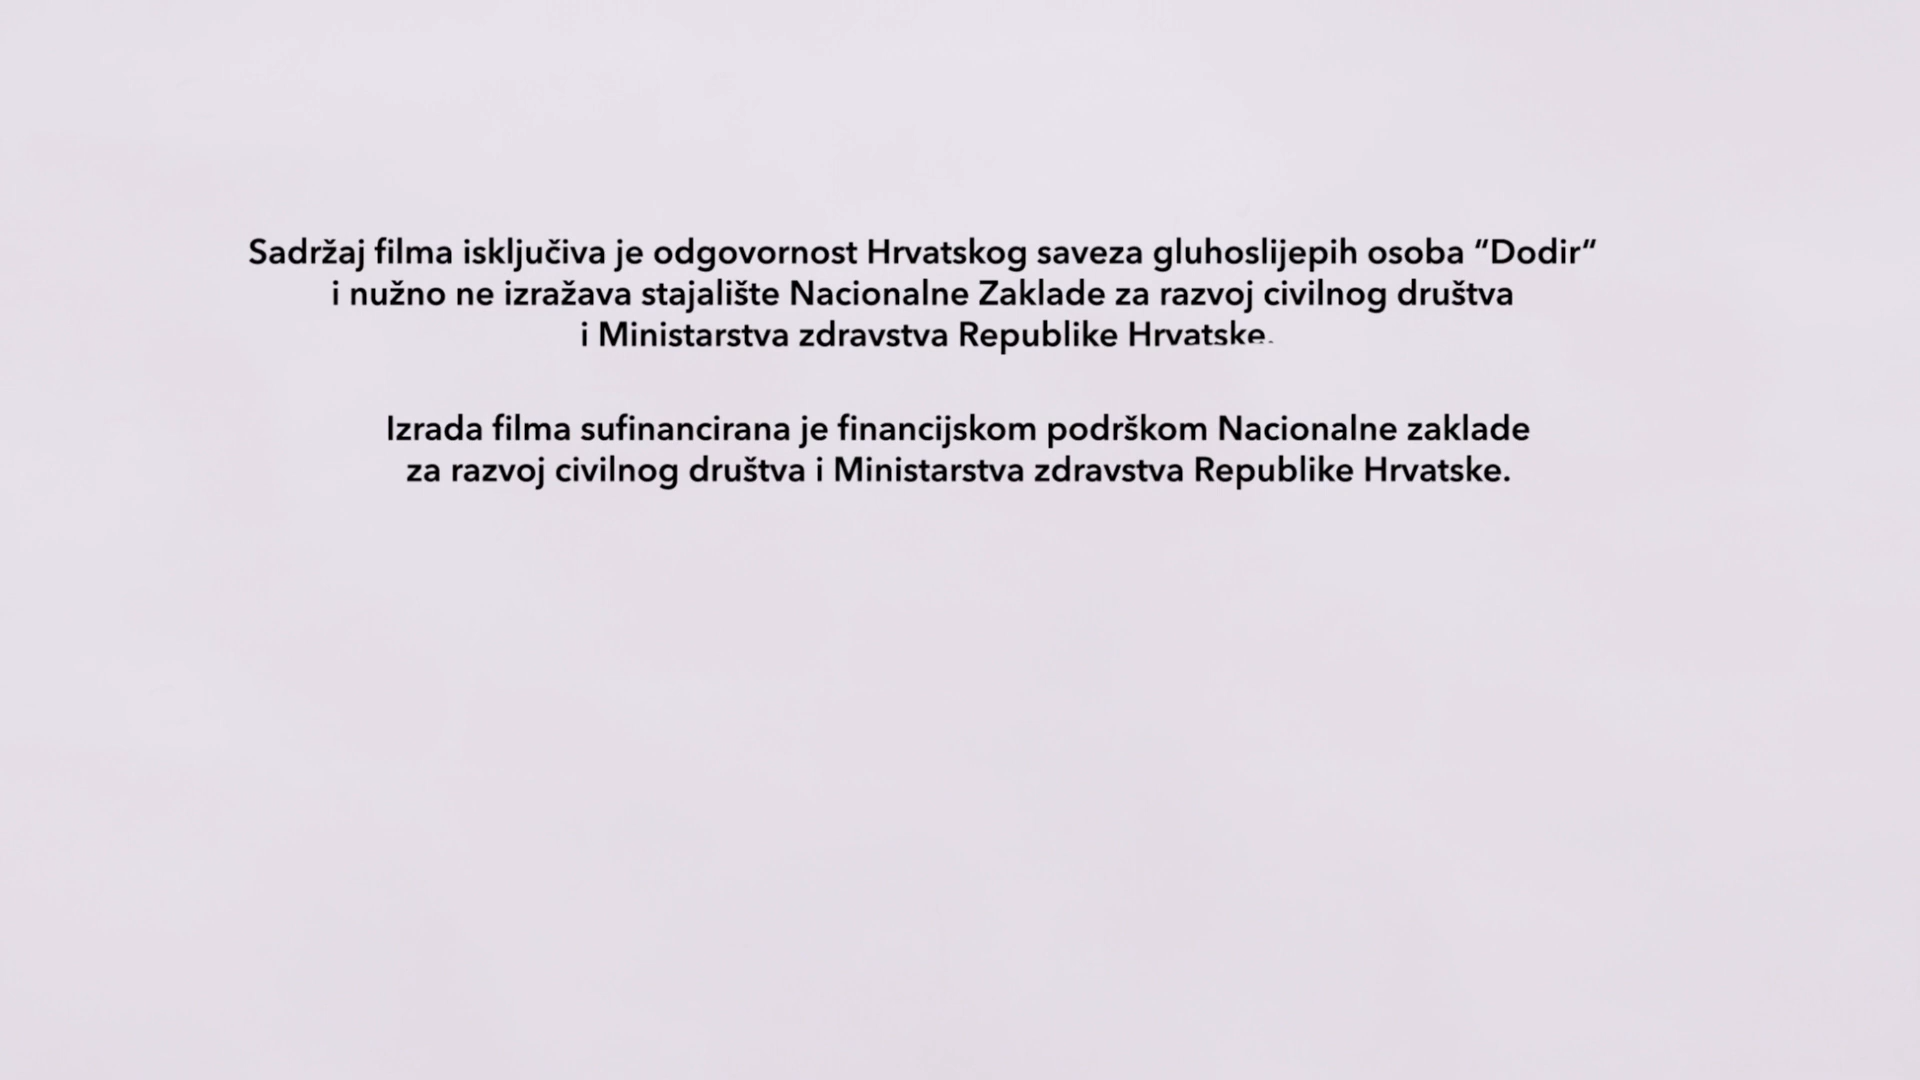 Sadržaj filma isključiva je odgovornost Hrvatskog saveza gluhoslijepih osoba “Dodir“
i nužno ne izražava stajalište Nacionalne Zaklade za razvoj civilnog društva
i Ministarstva zdravstva Republike Hrvatske.
Izrada filma sufinancirana je financijskom podrškom Nacionalne zaklade
za razvoj civilnog društva i Ministarstva zdravstva Republike Hrvatske.